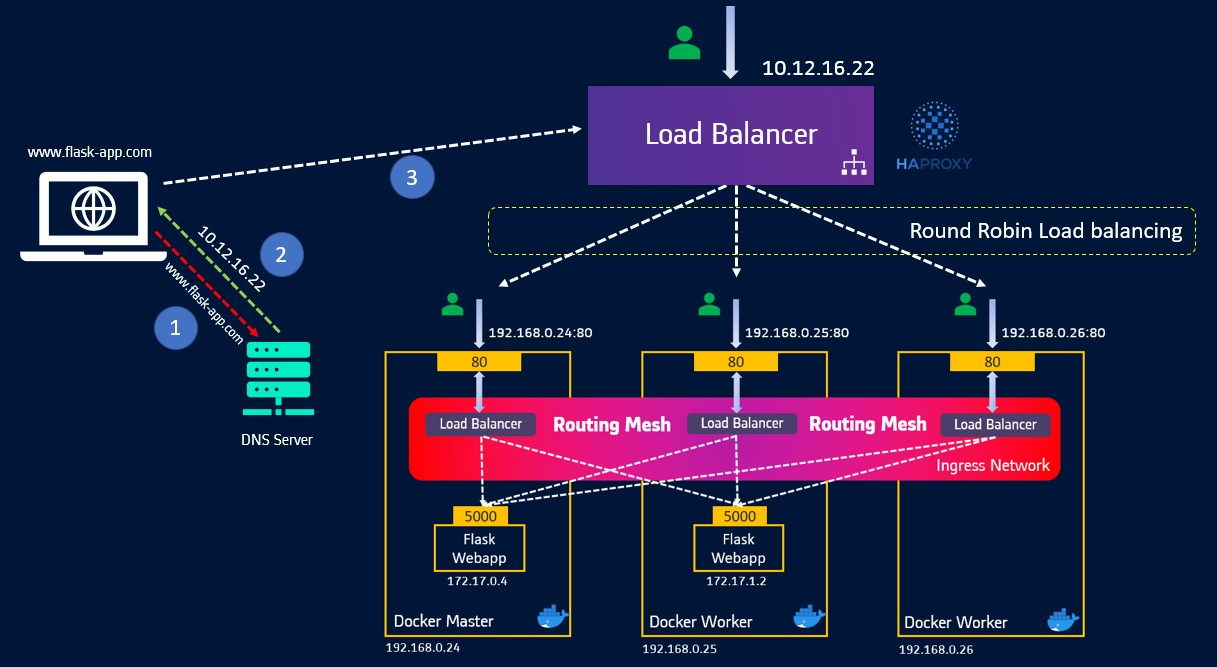 10.12.16.22
Load Balancer
HAPROXY
www.flask-app.com
3
Round Robin Load balancing
10.12.16.22
2
www.flask-app.com
1
DNS Server
192.168.0.24:80
192.168.0.25:80
192.168.0.26:80
80
80
80
Load Balancer
Routing Mesh
Load Balancer
Routing Mesh
Load Balancer
Ingress Network
5000
5000
Flask
Webapp
Flask
Webapp
172.17.0.4
172.17.1.2
Docker Master
Docker Worker
Docker Worker
192.168.0.24
192.168.0.25
192.168.0.26